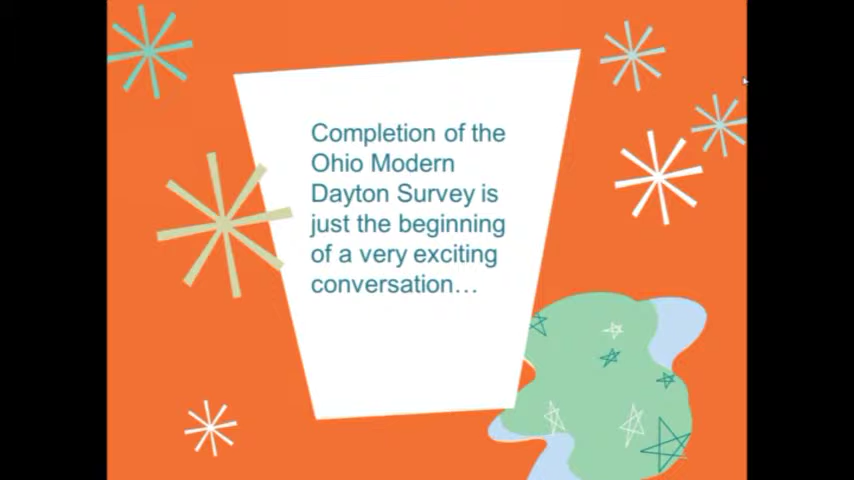 Completion of the
Ohio Modern
Dayton Survey is
just the beginning
of a very exciting
conversation…